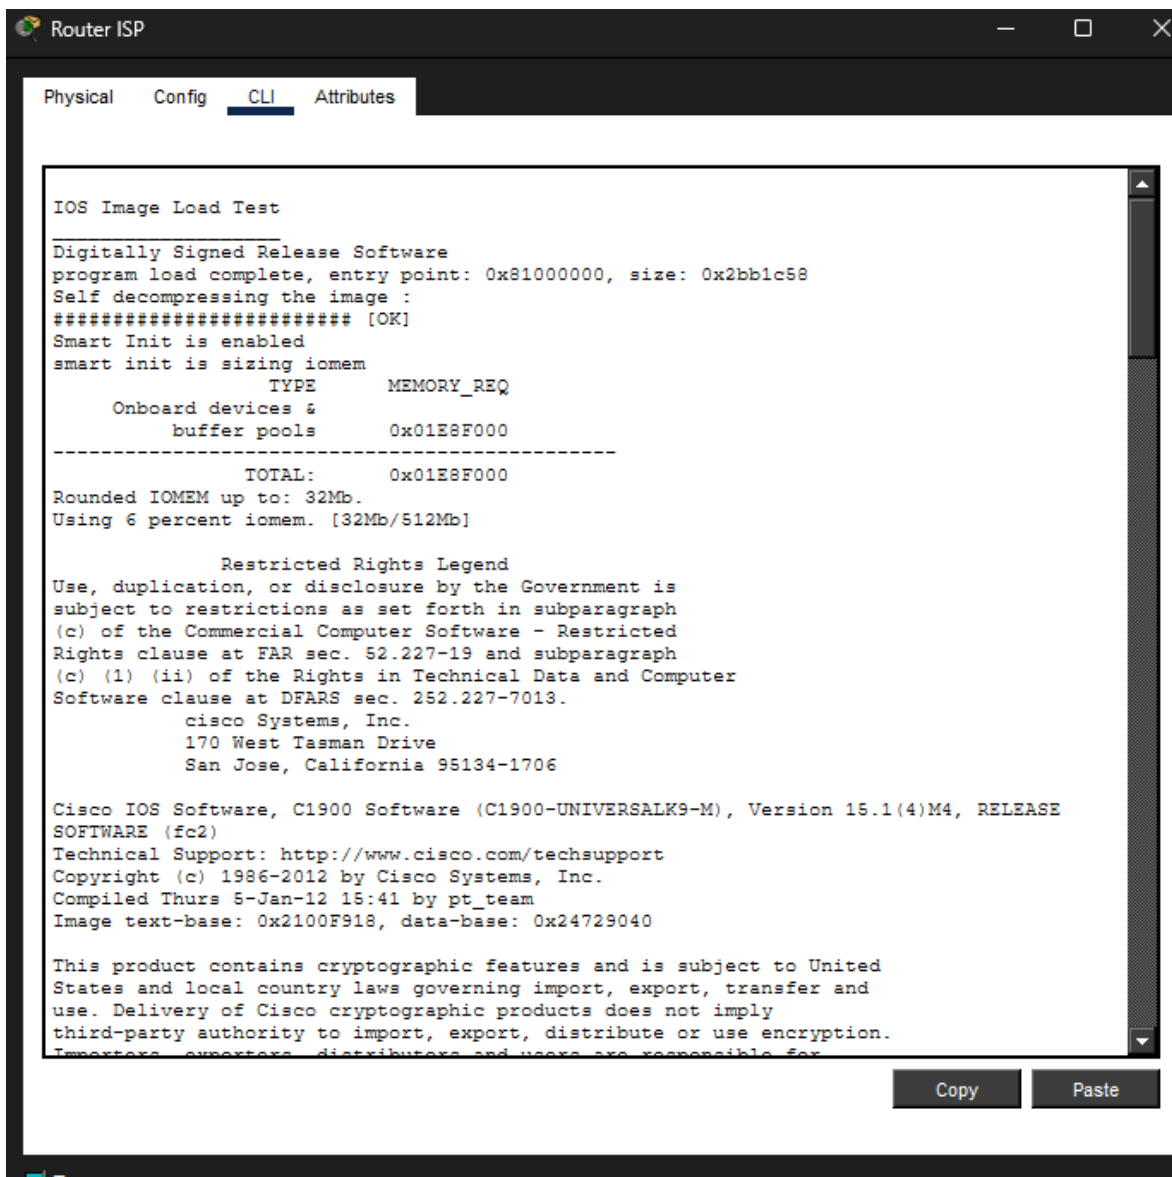 Router ISP
Physical Config CLI Attributes
IOS Image Load Test
___________________
Digitally Signed Release Software
program load complete, entry point: 0x81000000, size: 0x2bb1c58
Self decompressing the image :
######################### [OK]
Smart Init is enabled
smart init is sizing iomem
TYPE MEMORY_REQ
Onboard devices &
buffer pools 0x01E8F000
-----------------------------------------------
TOTAL: 0x01E8F000
Rounded IOMEM up to: 32Mb.
Using 6 percent iomem. [32Mb/512Mb]
Restricted Rights Legend
Use, duplication, or disclosure by the Government is
subject to restrictions as set forth in subparagraph
(c) of the Commercial Computer Software - Restricted
Rights clause at FAR sec. 52.227-19 and subparagraph
(c) (1) (ii) of the Rights in Technical Data and Computer
Software clause at DFARS sec. 252.227-7013.
cisco Systems, Inc.
170 West Tasman Drive
San Jose, California 95134-1706
Cisco IOS Software, C1900 Software (C1900-UNIVERSALK9-M), Version 15.1(4)M4, RELEASE
SOFTWARE (fc2)
Technical Support: http://www.cisco.com/techsupport
Copyright (c) 1986-2012 by Cisco Systems, Inc.
Compiled Thurs 5-Jan-12 15:41 by pt_team
Image text-base: 0x2100F918, data-base: 0x24729040
This product contains cryptographic features and is subject to United
States and local country laws governing import, export, transfer and
use. Delivery of Cisco cryptographic products does not imply
third-party authority to import, export, distribute or use encryption.
Importers, exporters, distributors and users are responsible for
Copy Paste